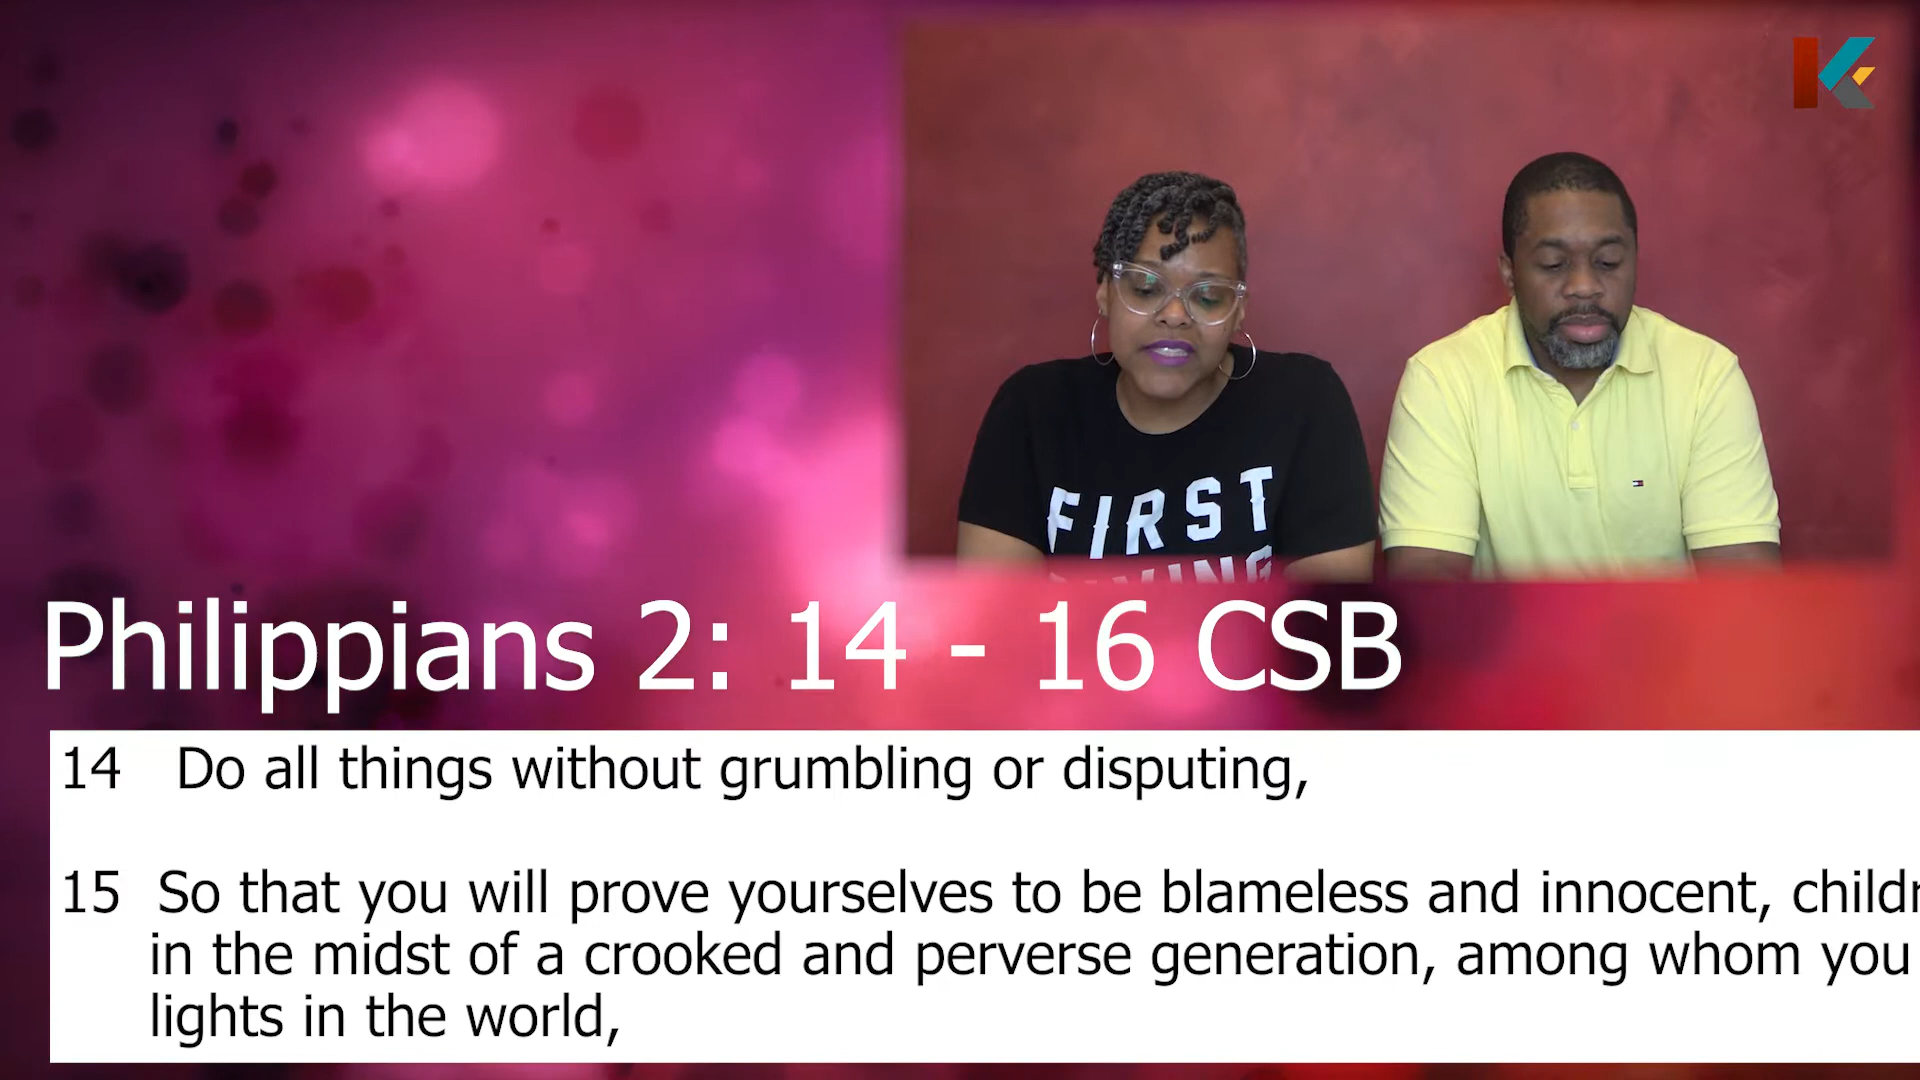 FIRST
Philippians 2: 14 - 16 CSB
14 Do all things without grumbling or disputing,
15 So that you will prove yourselves to be blameless and innocent,
in the midst of a crooked and perverse generation, among whom you
lights in the world,